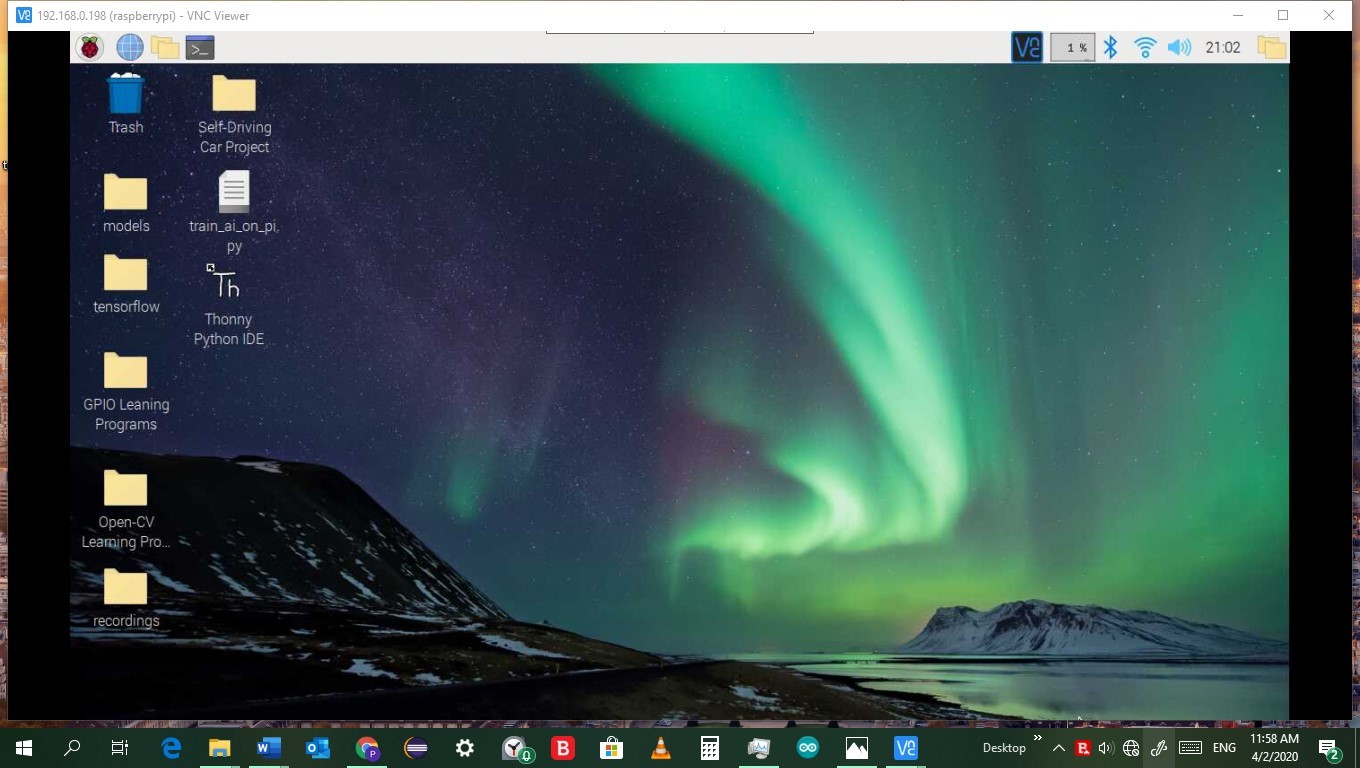 192.168.0.198 (raspberrypi) - VNC Viewer
1 %
21:02
Trash
Self-Driving
Car Project
models
train_ai_on_pi.
py
tensorflow
Thonny
Python IDE
GPIO Leaning
Programs
Open-CV
Learning Pro...
recordings
Desktop
ENG
11:58 AM
4/2/2020
2